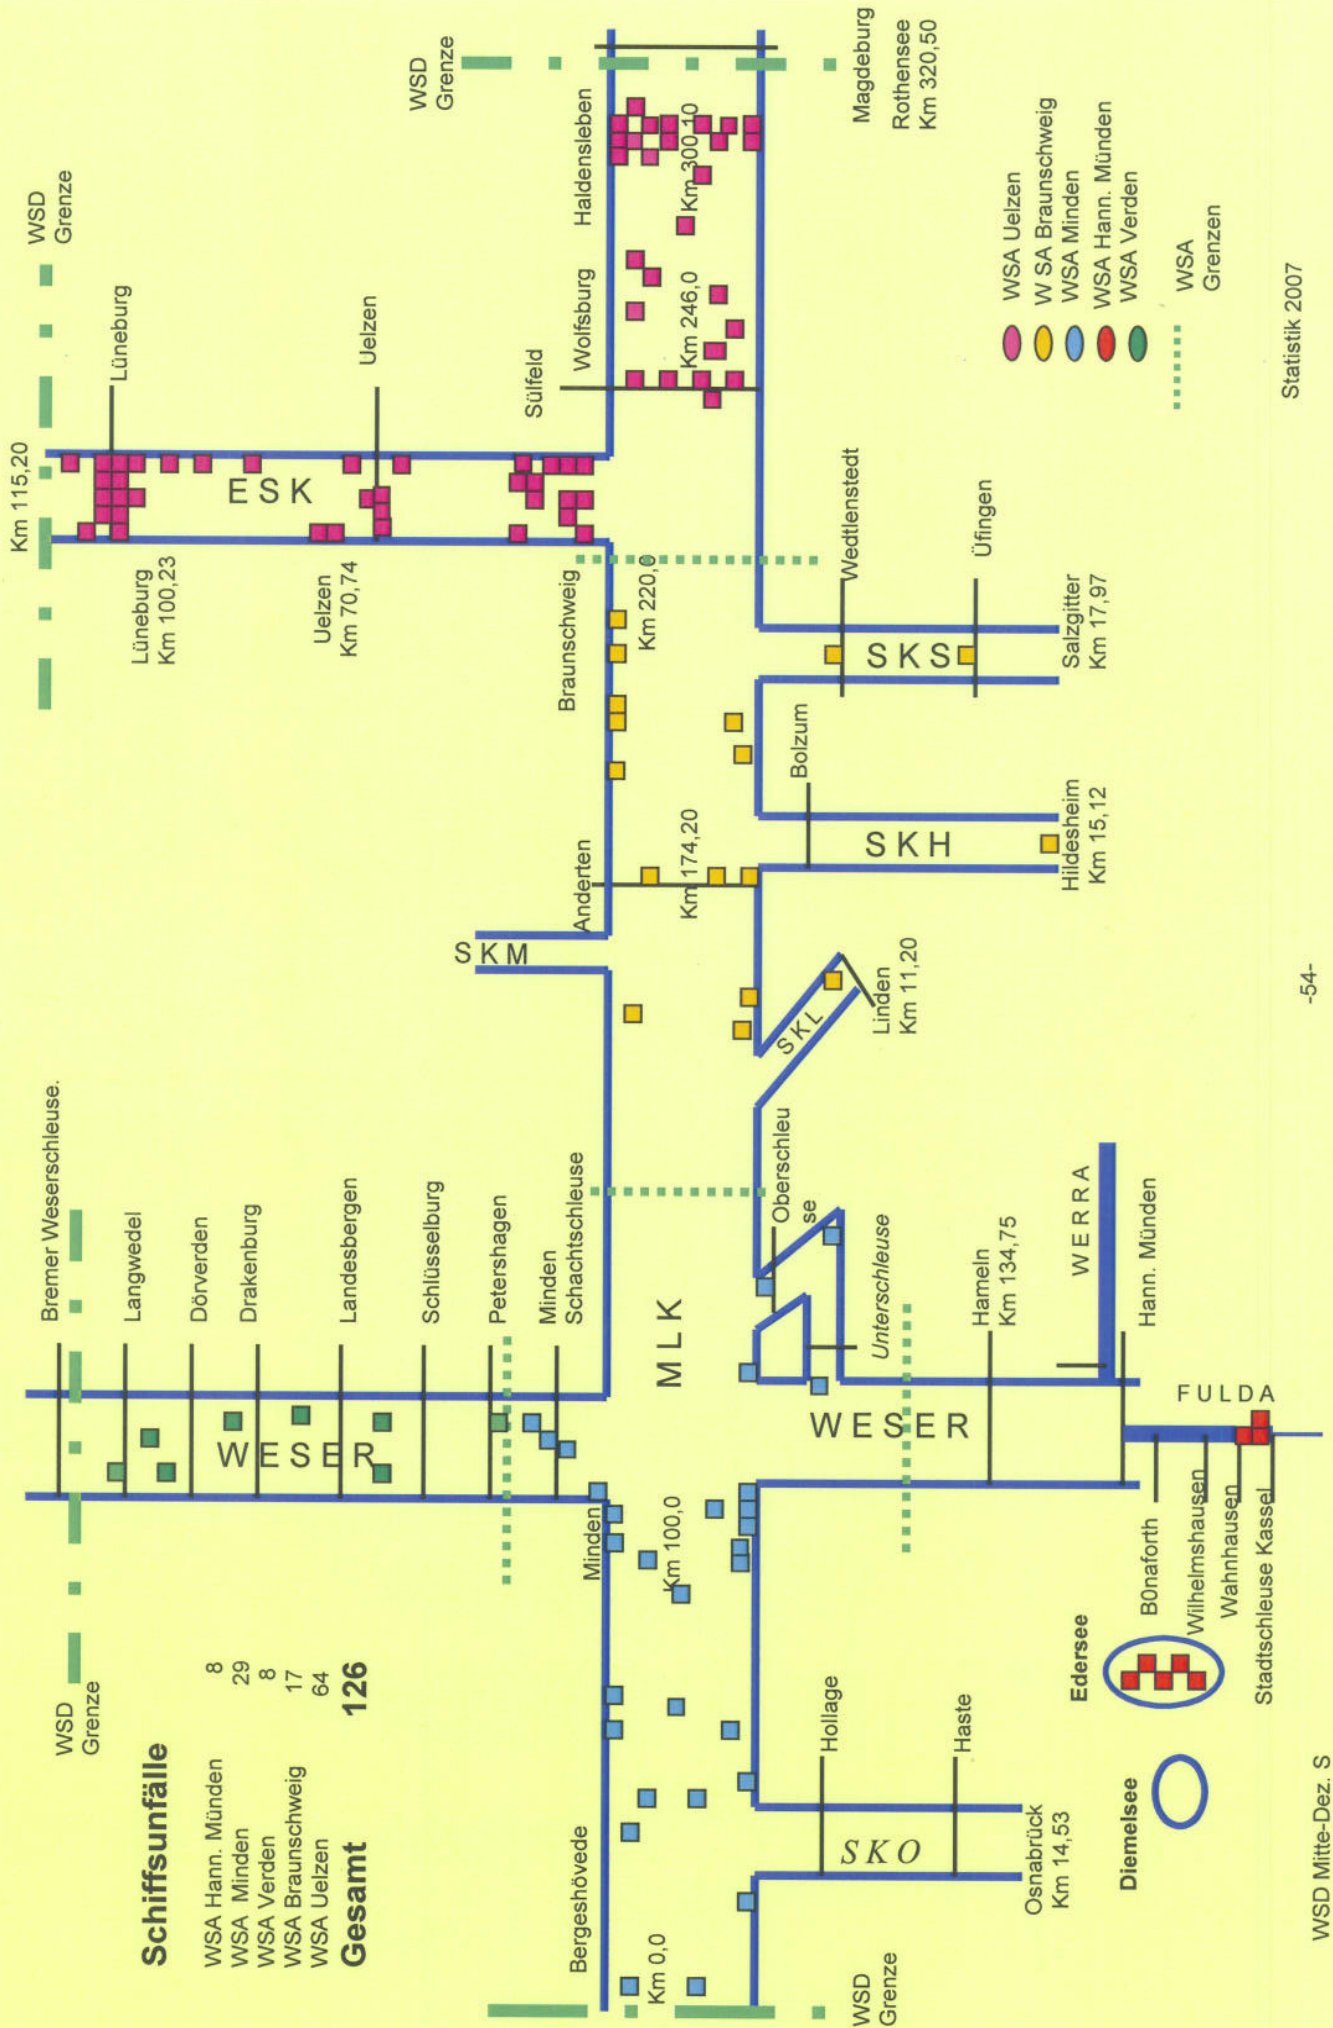 Schiffsunfälle
WSA Hann. Münden 8
WSA Minden 29
WSA Verden 8
WSA Braunschweig 17
WSA Uelzen 64
Gesamt 126
WSD
Grenze
Bremer Weserschleuse.
Langwedel
Dörverden
Drakenburg
Landesbergen
Schlüsselburg
Petershagen
Minden
Schachtschleuse
WESER
Km 115,20
WSD
Grenze
Lüneburg
Lüneburg
Km 100,23
ESK
Uelzen
Uelzen
Km 70,74
WSD
Grenze
Bergeshövede
Minden
SKM
Anderten
Braunschweig
Sülfeld
Wolfsburg
Haldensleben
Km 0,0
Km 100,0
MLK
Km 174,20
Km 220,0
Km 246,0
Km 300,10
WSD
Grenze
Magdeburg
Rothensee
Km 320,50
Hollage
SKO
Haste
Osnabrück
Km 14,53
Oberschleu
se
Unterschleuse
WESER
Hameln
Km 134,75
WERRA
Hann. Münden
FULDA
B0naforth
Wilhelmshausen
Wahnhausen
Stadtschleuse Kassel
SKL
Linden
Km 11,20
Bolzum
SKH
Hildesheim
Km 15,12
Wedtlenstedt
SKS
Üfingen
Salzgitter
Km 17,97
WSA Uelzen
W SA Braunschweig
WSA Minden
WSA Hann. Münden
WSA Verden
WSA
Grenzen
Diemelsee
Edersee
WSD Mitte-Dez. S
-54-
Statistik 2007